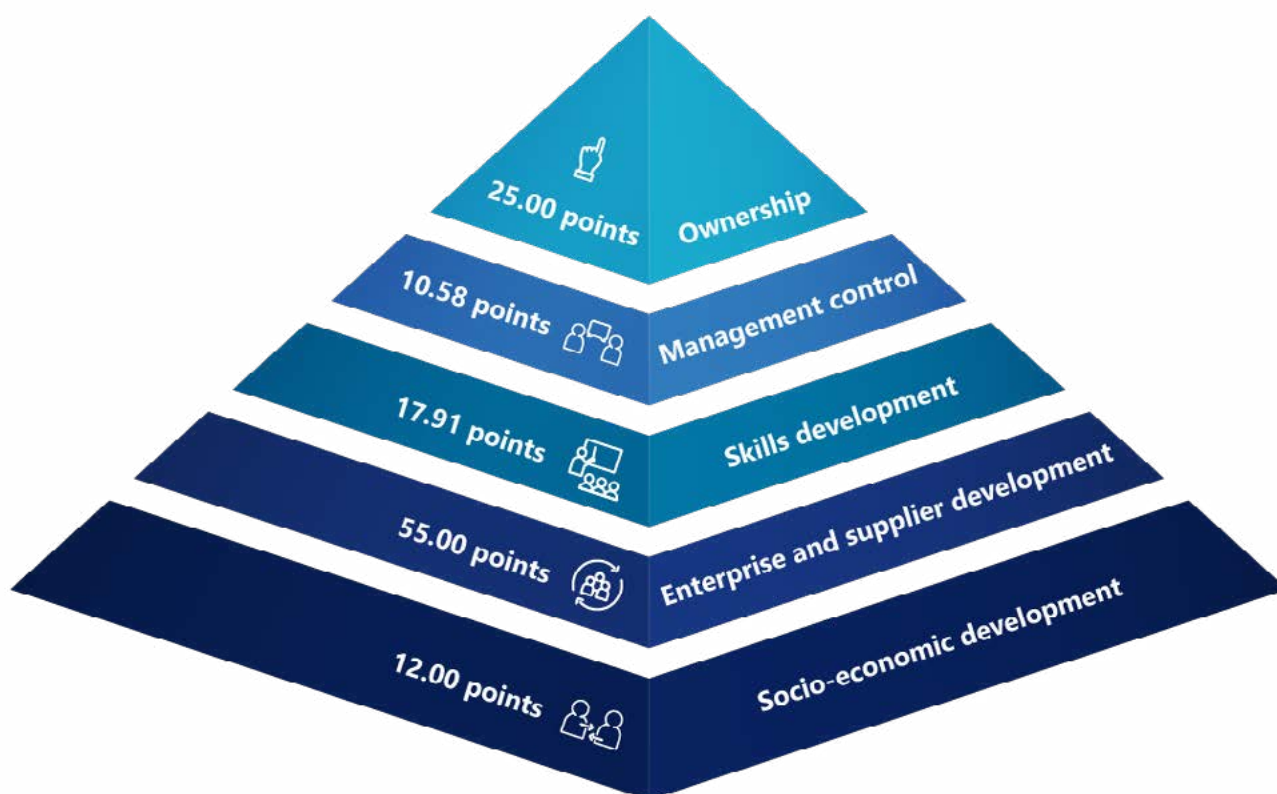 25.00 points
Ownership
10.58 points
Management control
17.91 points
Skills development
55.00 points
Enterprise and supplier development
12.00 points
Socio-economic development